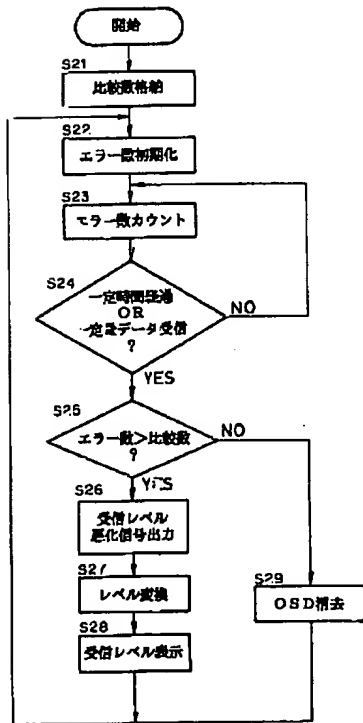 開始
S21
比較数格納
S22
エラー数初期化
S23
エラー数カウント
S24
一定時間経過
OR
一定量データ受信
?
NO
YES
S25
エラー数>比較数
?
NO
YES
S26
受信レベル
悪化信号出力
S27
レベル変換
S28
受信レベル表示
S29
OSD消去